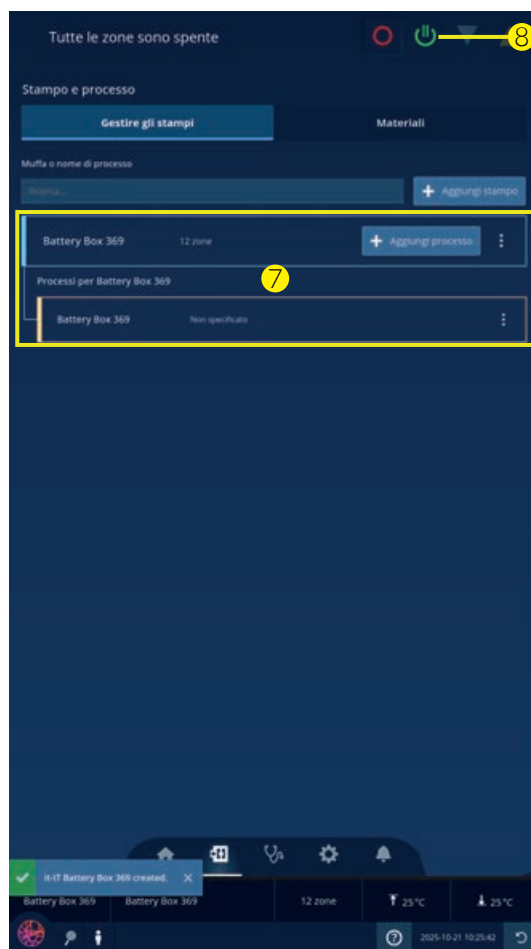 Tutte le zone sono spente
8
Stampo e processo
Gestire gli stampi
Materiali
Muffa o nome di processo
Ricerca...
+ Aggiungi stampo
Battery Box 369
12 zone
+ Aggiungi processo
Processi per Battery Box 369
7
Battery Box 369
Non specificato
it-IT Battery Box 369 created.
Battery Box 369
Battery Box 369
12 zone
25°C
25°C
2025-10-21 10:25:42